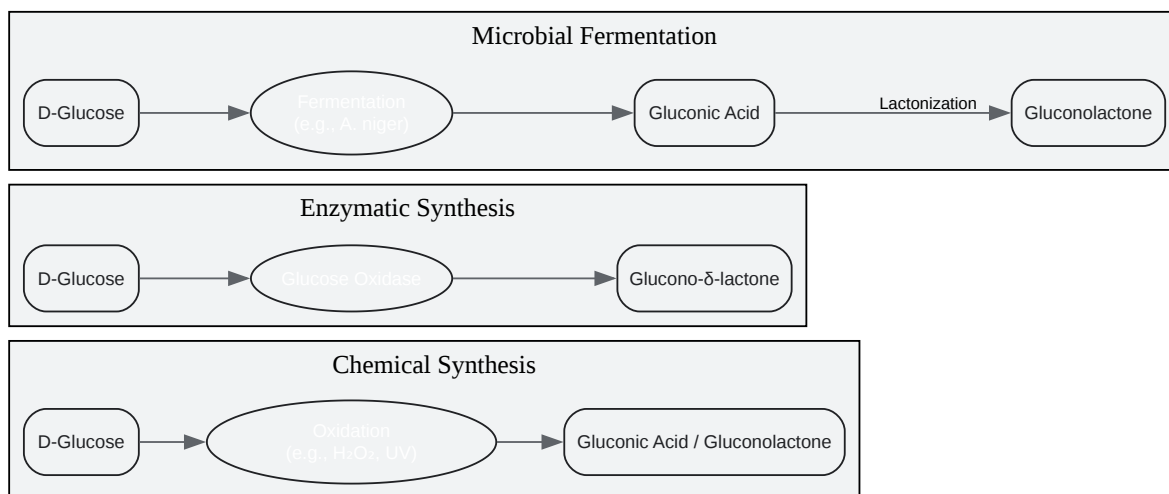 Microbial Fermentation
D-Glucose
Fermentation
(e.g., A. niger)
Gluconic Acid
Lactonization
Gluconolactone
Enzymatic Synthesis
D-Glucose
Glucose Oxidase
Glucono-δ-lactone
Chemical Synthesis
D-Glucose
Oxidation
(e.g., H₂O₂, UV)
Gluconic Acid / Gluconolactone